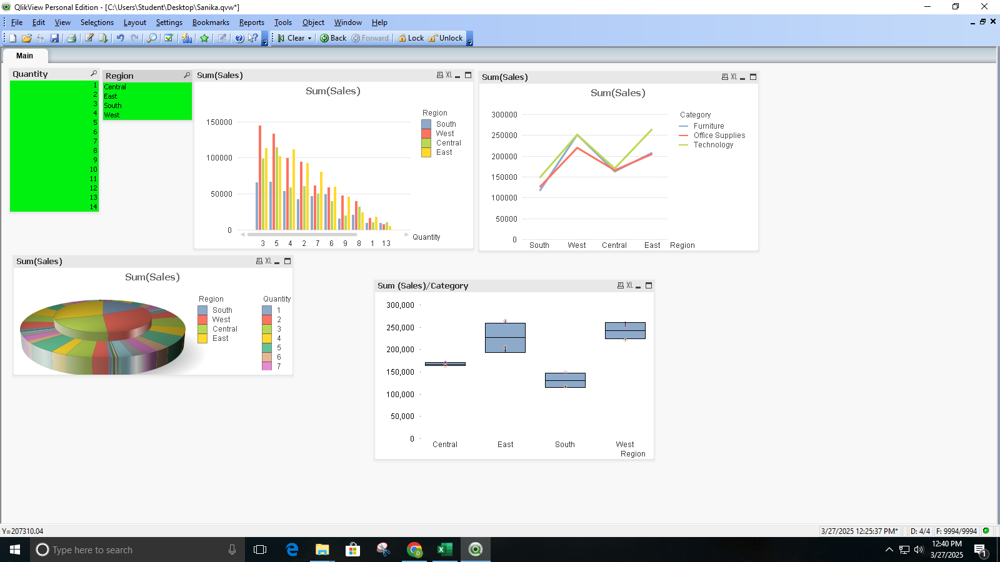 QlikView Personal Edition - [C:\Users\Student\Desktop\Sanika.qvw*]
File Edit View Selections Layout Settings Bookmarks Reports Tools Object Window Help
Clear Back Forward Lock Unlock
Main
Quantity
1
2
3
4
5
6
7
8
9
10
11
12
13
14
Region
Central
East
South
West
Sum(Sales) XL
Sum(Sales)
150000
100000
50000
0
3 5 4 2 7 6 9 8 1 13
Quantity
Region
South
West
Central
East
Sum(Sales) XL
Sum(Sales)
300000
250000
200000
150000
100000
50000
0
South West Central East Region
Category
Furniture
Office Supplies
Technology
Sum(Sales) XL
Sum(Sales)
Region
South
West
Central
East
Quantity
1
2
3
4
5
6
7
Sum (Sales)/Category XL
300,000
250,000
200,000
150,000
100,000
50,000
0
Central East South West
Region
Y=207310.04 3/27/2025 12:25:37 PM* D: 4/4 F: 9994/9994
Type here to search
D
12:40 PM
3/27/2025
1